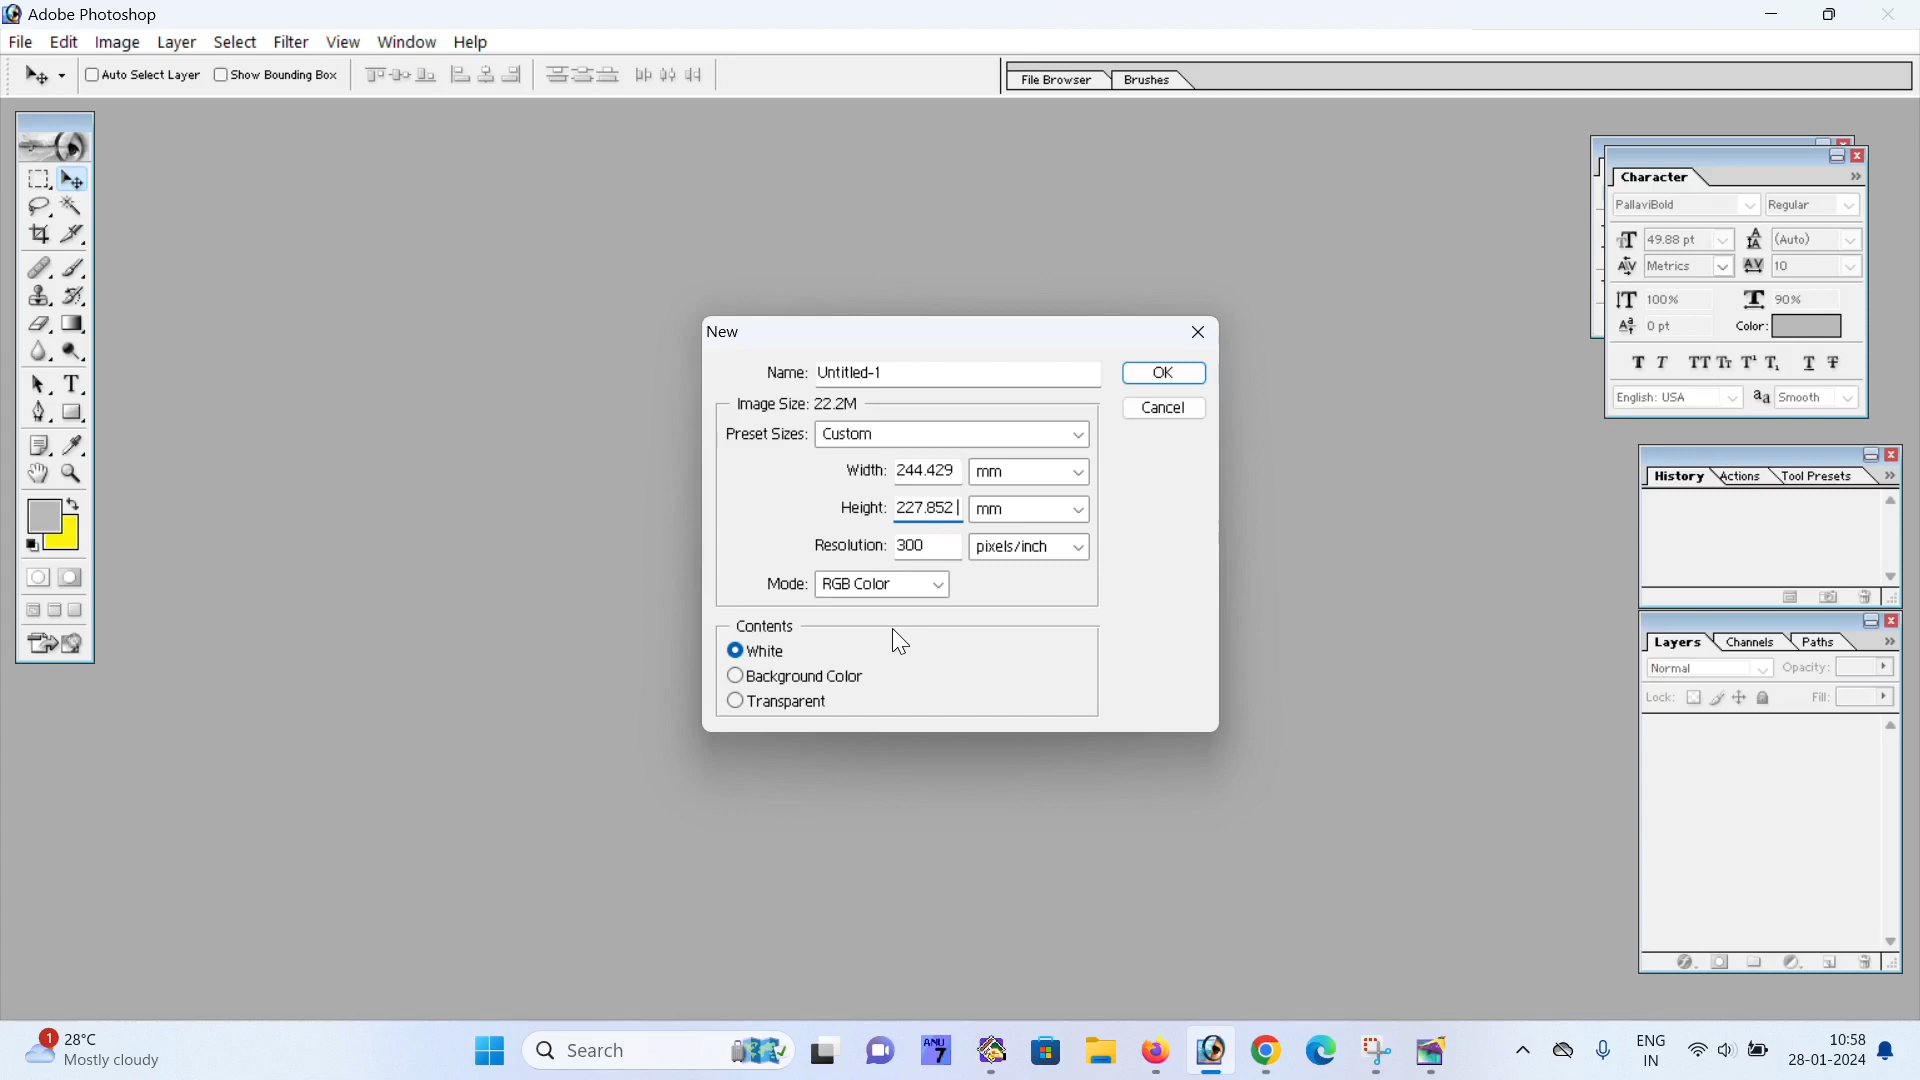 Adobe Photoshop
File Edit Image Layer Select Filter View Window Help
Auto Select Layer Show Bounding Box
File Browser Brushes
Character
PallaviBold Regular
49.88 pt (Auto)
Metrics 10
100% 90%
0 pt Color:
English: USA aa Smooth
New
Name: Untitled-1
OK
Image Size: 22.2M
Cancel
Preset Sizes: Custom
Width: 244.429 mm
Height: 227.852 mm
Resolution: 300 pixels/inch
Mode: RGB Color
Contents
White
Background Color
Transparent
History Actions Tool Presets
Layers Channels Paths
Normal Opacity:
Lock: Fill:
1 28°C
Mostly cloudy
Search
ANU 7
ENG
IN
10:58
28-01-2024